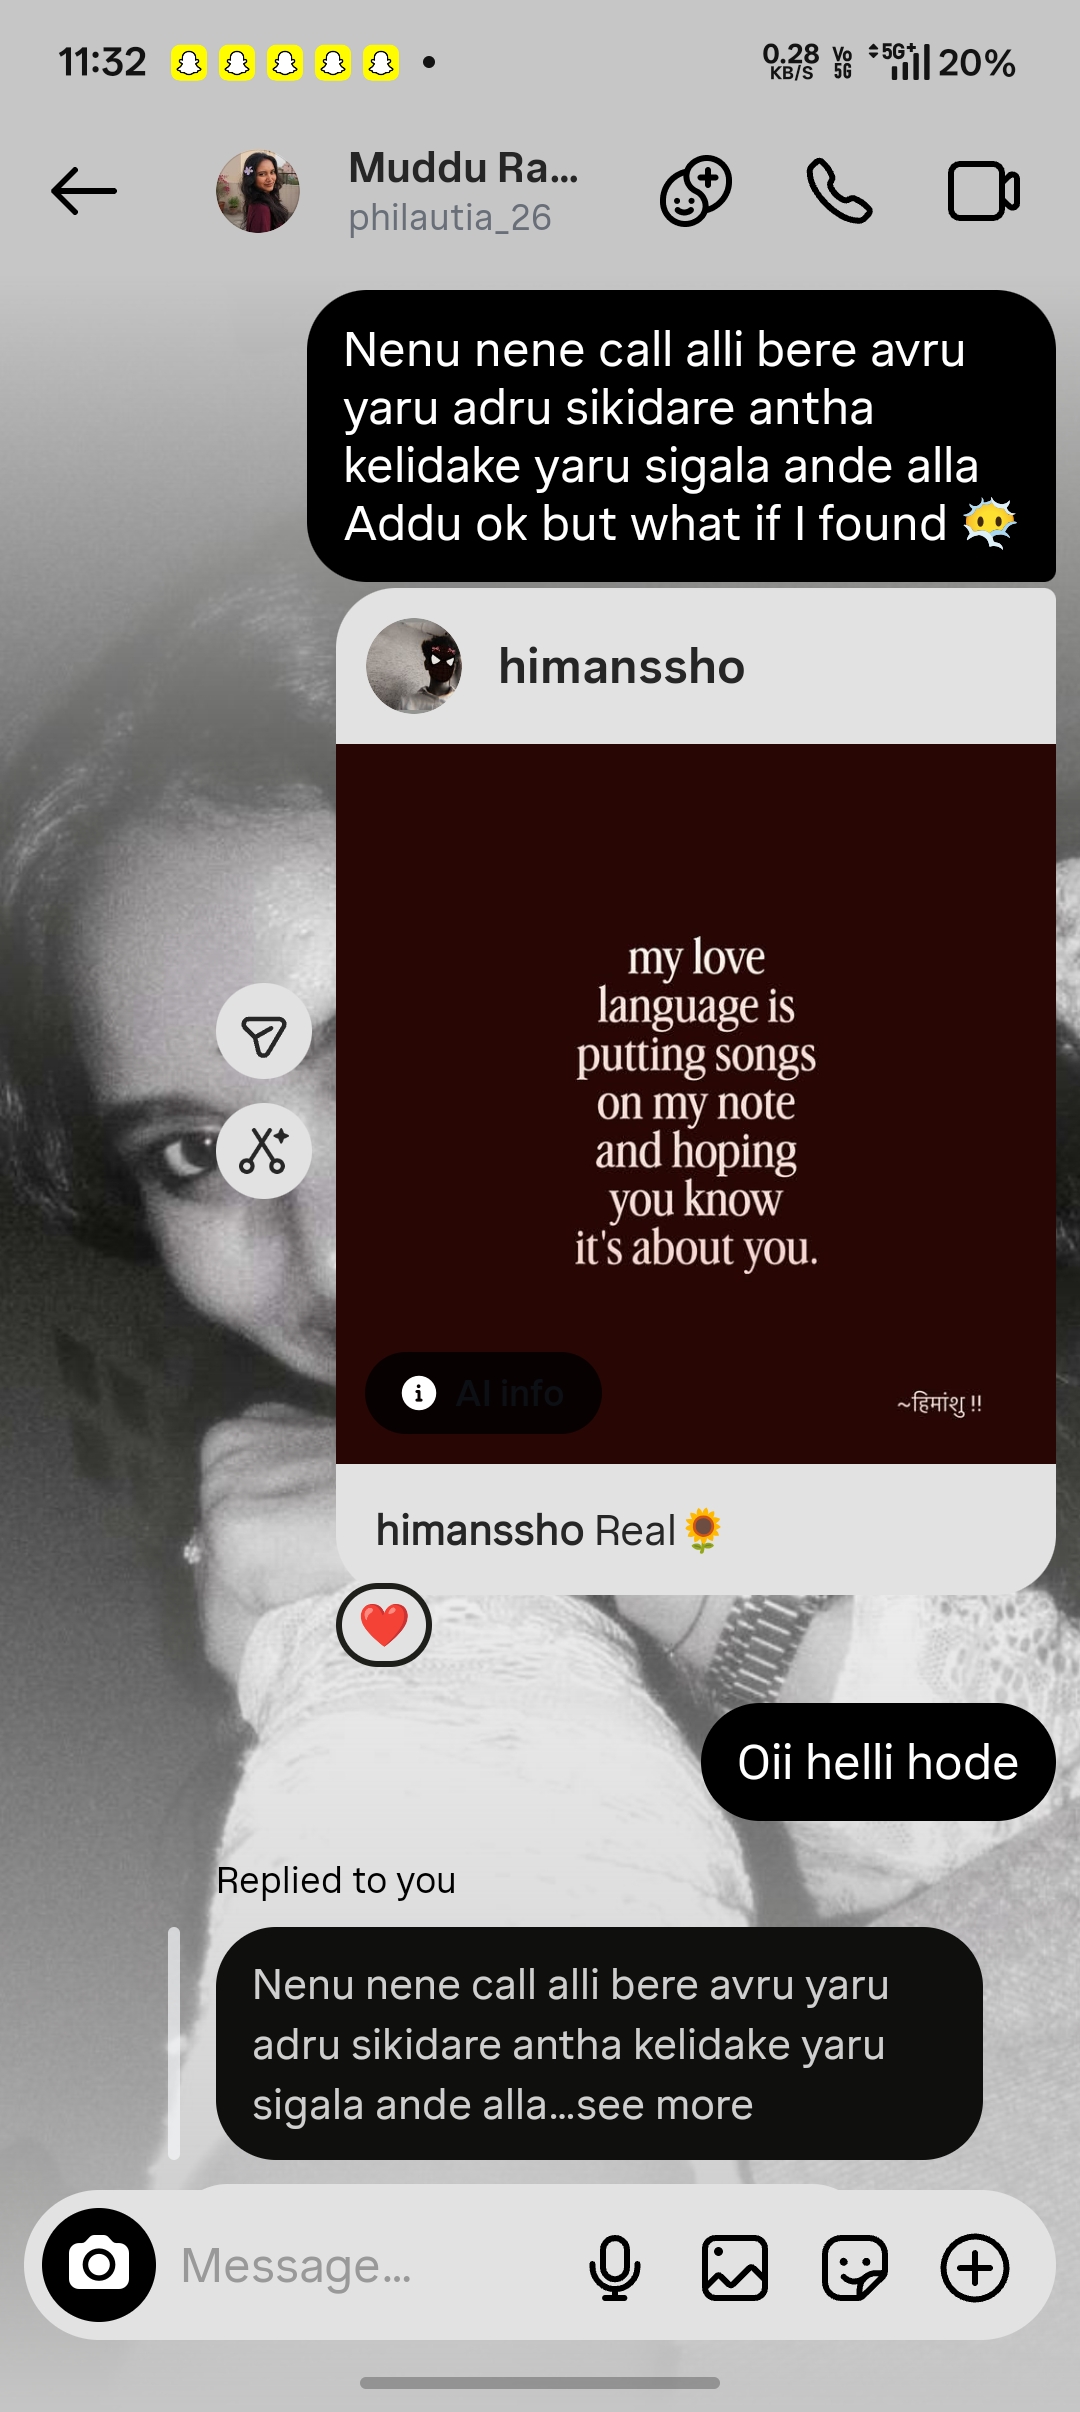 11:32
0.28 KB/S Vo 5G 5G+ 20%
Muddu Ra...
philautia_26
Nenu nene call alli bere avru
yaru adru sikidare antha
kelidake yaru sigala ande alla
Addu ok but what if I found 😶‍🌫️
himanssho
my love
language is
putting songs
on my note
and hoping
you know
it's about you.
AI info
~हिमांशु !!
himanssho Real🌻
❤️
Oii helli hode
Replied to you
Nenu nene call alli bere avru yaru
adru sikidare antha kelidake yaru
sigala ande alla...see more
Message...